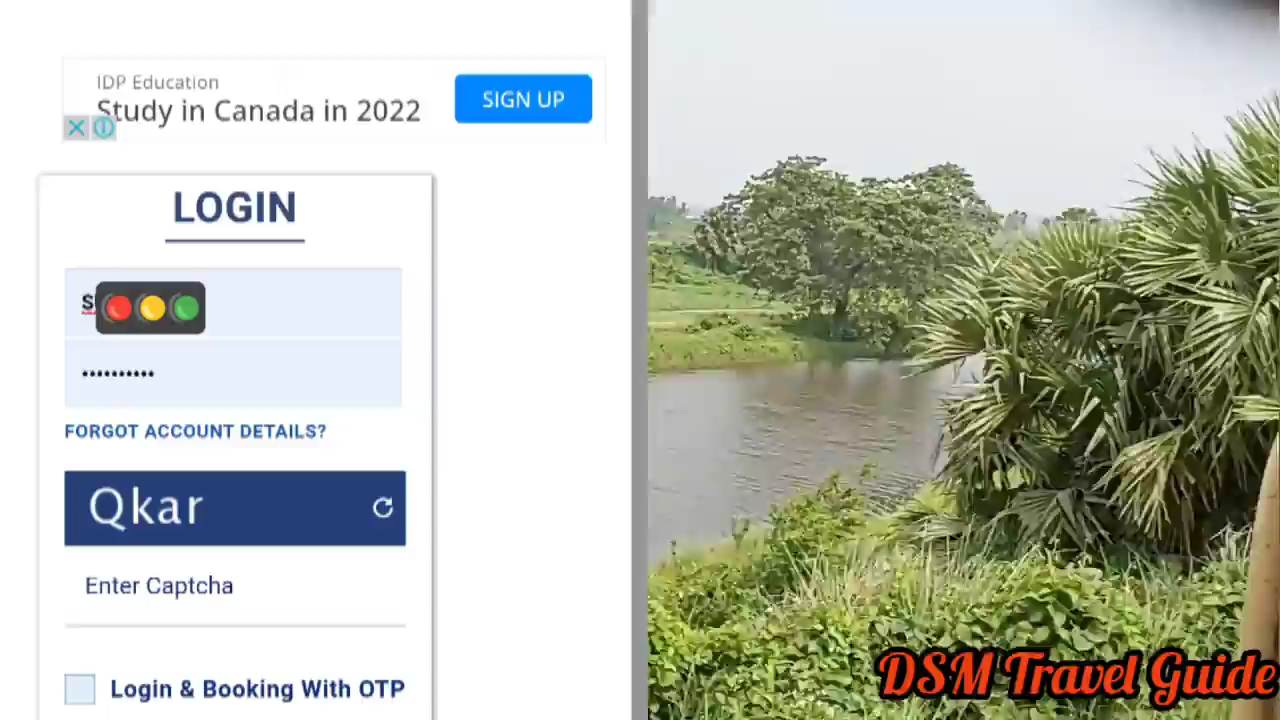 IDP Education
Study in Canada in 2022
SIGN UP
LOGIN
S
••••••••••
FORGOT ACCOUNT DETAILS?
Qkar
Enter Captcha
Login & Booking With OTP
DSM Travel Guide